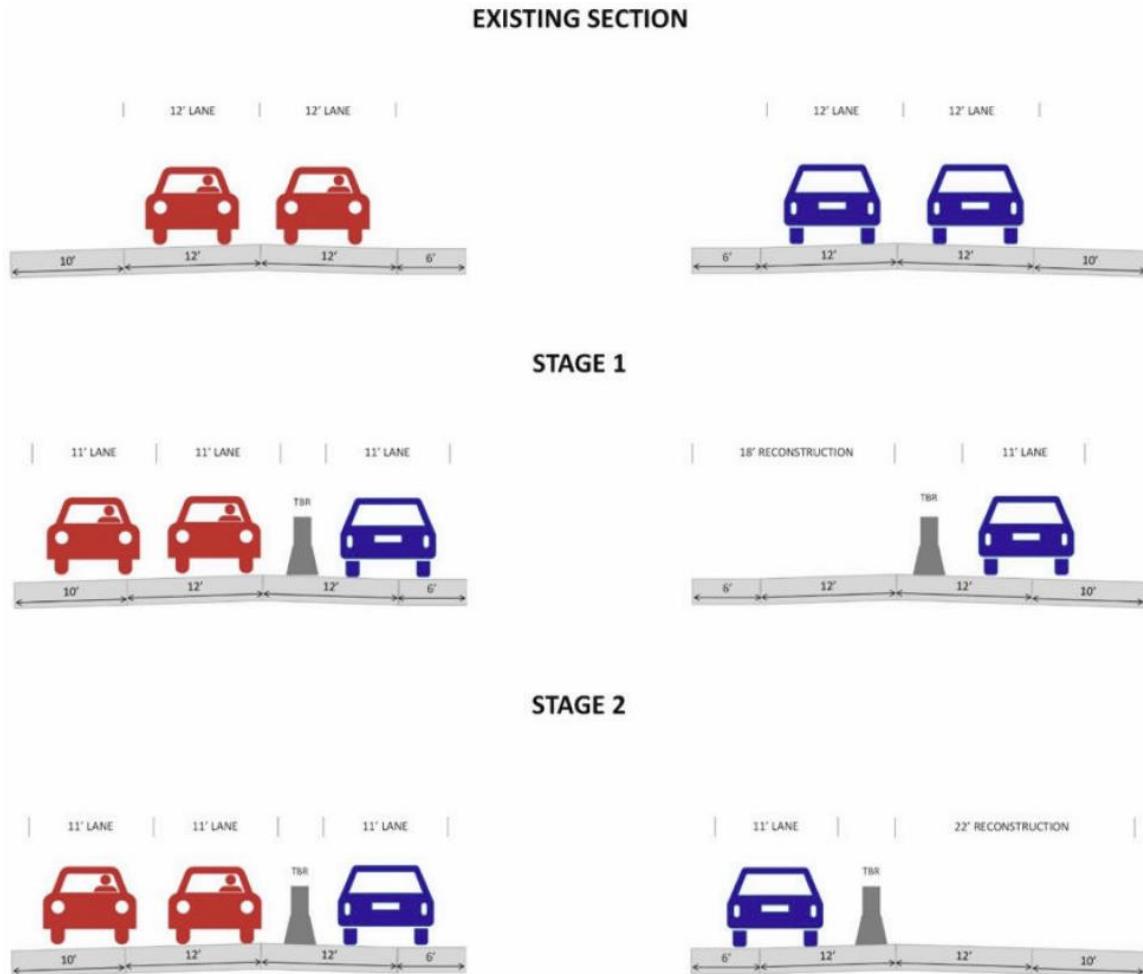 EXISTING SECTION
12' LANE 12' LANE 12' LANE 12' LANE
10' 12' 12' 6' 6' 12' 12' 10'
STAGE 1
11' LANE 11' LANE 11' LANE 18' RECONSTRUCTION 11' LANE
TBR TBR
10' 12' 12' 6' 6' 12' 12' 10'
STAGE 2
11' LANE 11' LANE 11' LANE 11' LANE 22' RECONSTRUCTION
TBR TBR
10' 12' 12' 6' 6' 12' 12' 10'